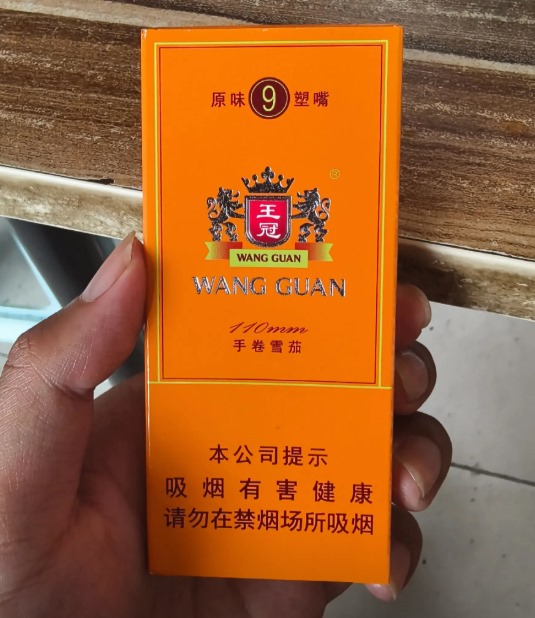 原味 9 塑嘴
®
王
冠
WANG GUAN
WANG GUAN
110mm
手卷雪茄
本公司提示
吸烟有害健康
请勿在禁烟场所吸烟